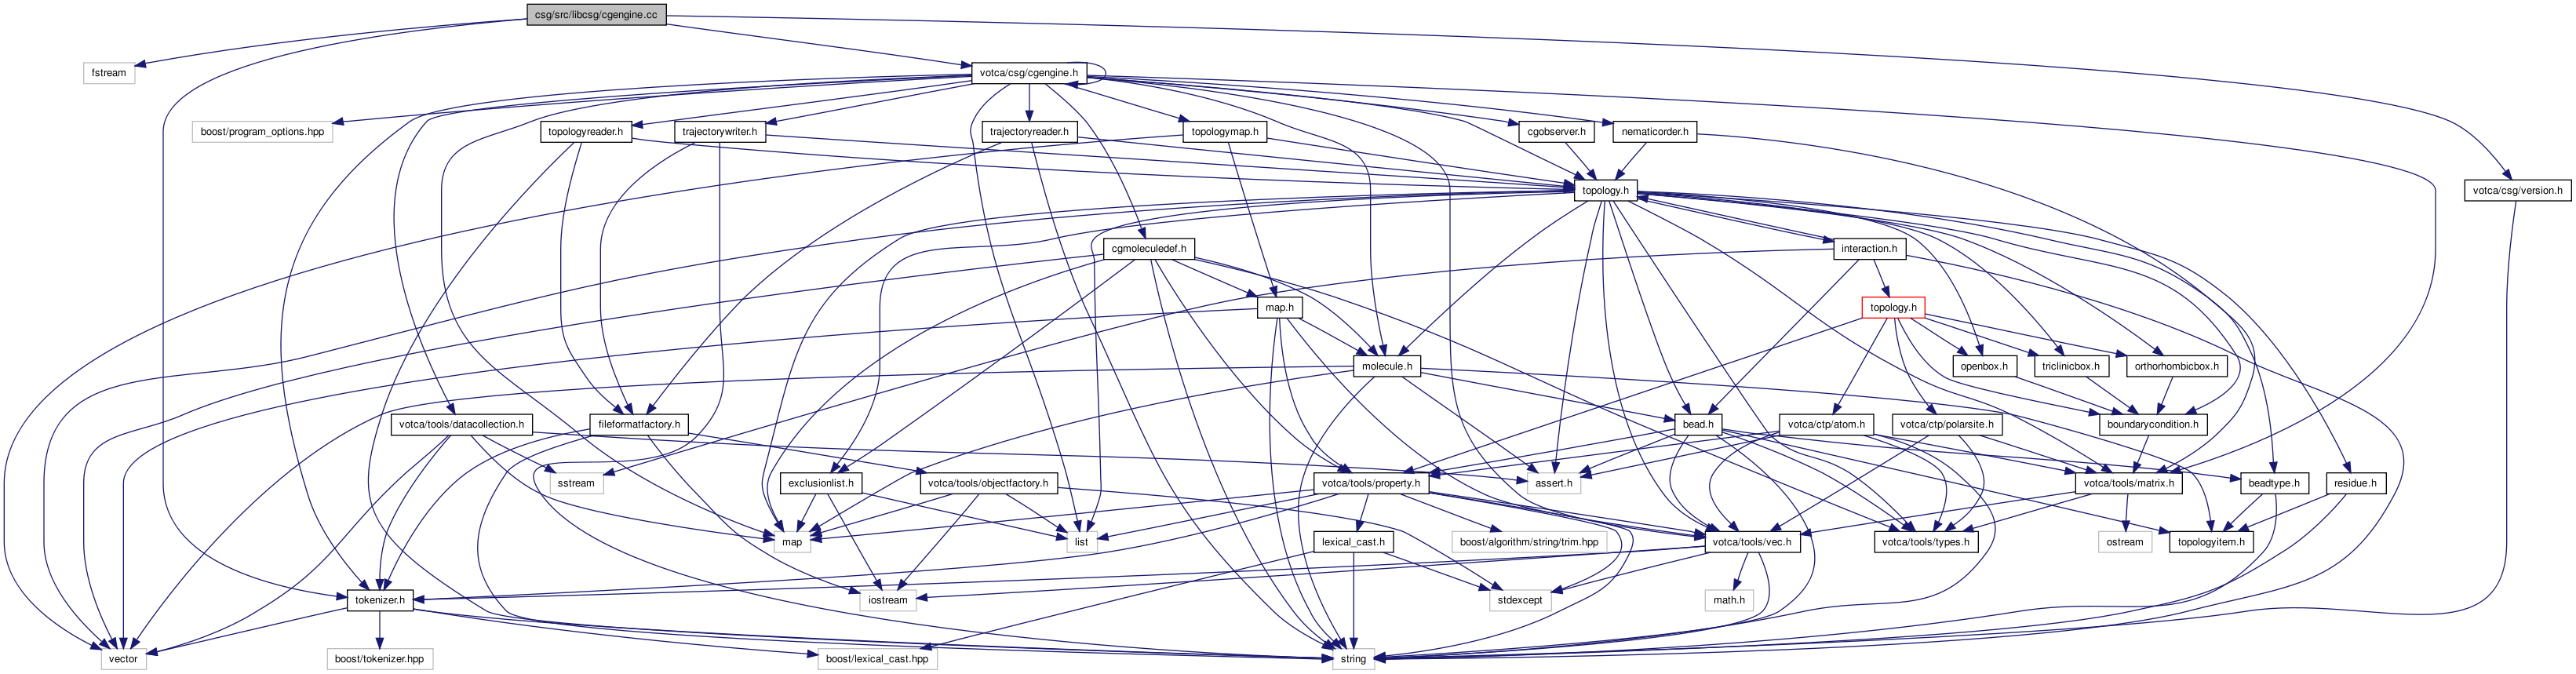 csg/src/libcsg/cgengine.cc
fstream
votca/csg/cgengine.h
boost/program_options.hpp
topologyreader.h
trajectorywriter.h
trajectoryreader.h
topologymap.h
cgobserver.h
nematicorder.h
topology.h
votca/csg/version.h
cgmoleculedef.h
interaction.h
map.h
topology.h
molecule.h
openbox.h
triclinicbox.h
orthorhombicbox.h
votca/tools/datacollection.h
fileformatfactory.h
bead.h
votca/ctp/atom.h
votca/ctp/polarsite.h
boundarycondition.h
sstream
exclusionlist.h
votca/tools/objectfactory.h
votca/tools/property.h
assert.h
votca/tools/matrix.h
beadtype.h
residue.h
map
list
lexical_cast.h
boost/algorithm/string/trim.hpp
votca/tools/vec.h
votca/tools/types.h
ostream
topologyitem.h
tokenizer.h
iostream
stdexcept
math.h
vector
boost/tokenizer.hpp
boost/lexical_cast.hpp
string